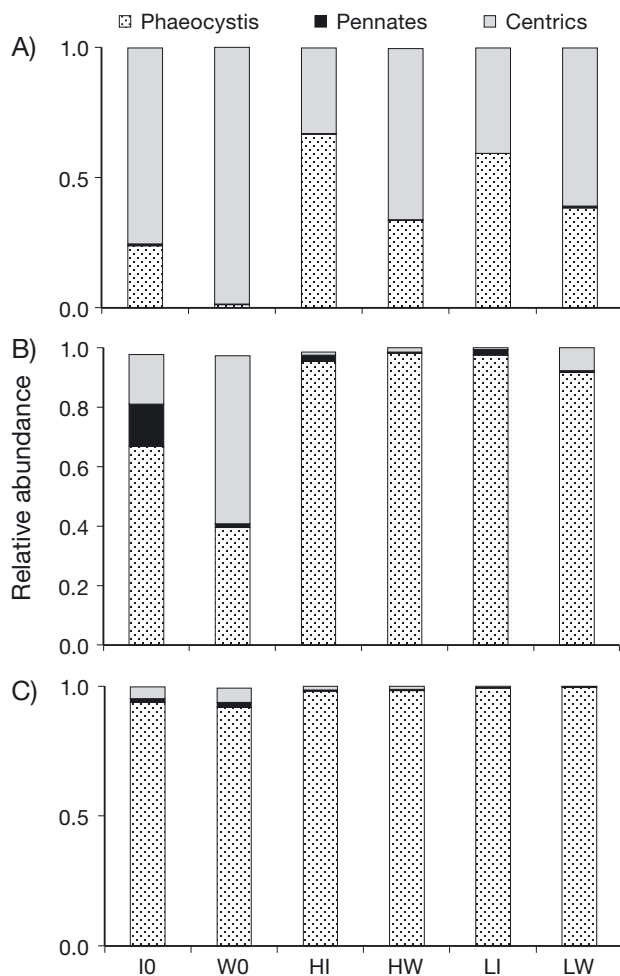 Phaeocystis Pennates Centrics
A)
1.0
0.5
0.0
B)
1.0
0.8
0.6
0.4
0.2
0.0
Relative abundance
C)
1.0
0.5
0.0
I0 W0 HI HW LI LW